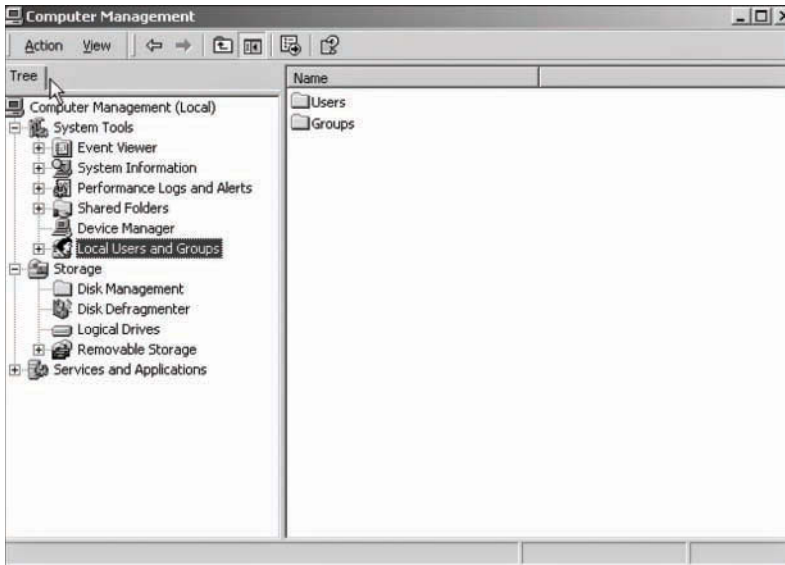 Computer Management
Action View
Tree
Name
Computer Management (Local)
System Tools
Event Viewer
System Information
Performance Logs and Alerts
Shared Folders
Device Manager
Local Users and Groups
Storage
Disk Management
Disk Defragmenter
Logical Drives
Removable Storage
Services and Applications
Users
Groups